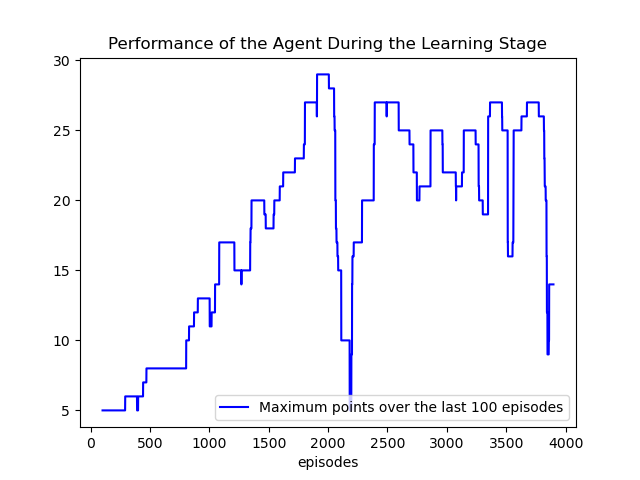 Performance of the Agent During the Learning Stage
30
25
20
15
10
5
Maximum points over the last 100 episodes
0 500 1000 1500 2000 2500 3000 3500 4000
episodes